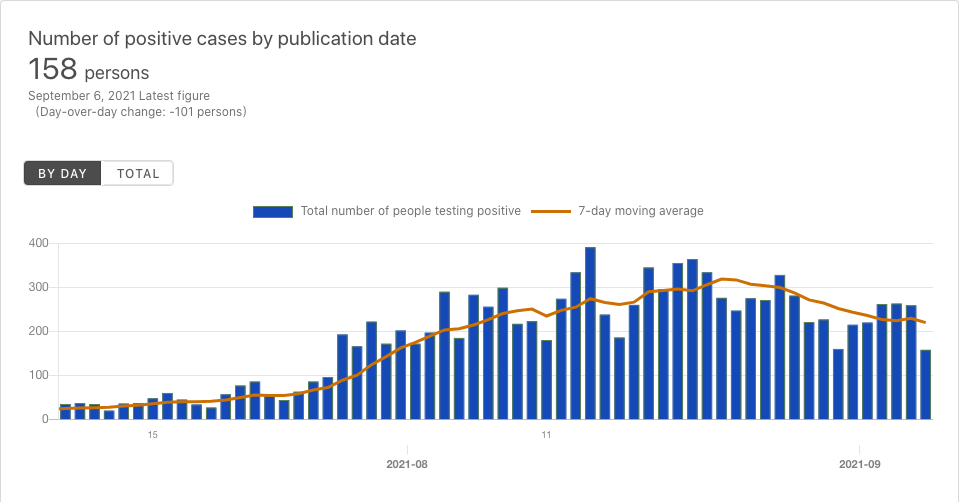 Number of positive cases by publication date
158 persons
September 6, 2021 Latest figure
(Day-over-day change: -101 persons)
BY DAY TOTAL
Total number of people testing positive 7-day moving average
400
300
200
100
0
15 11
2021-08 2021-09